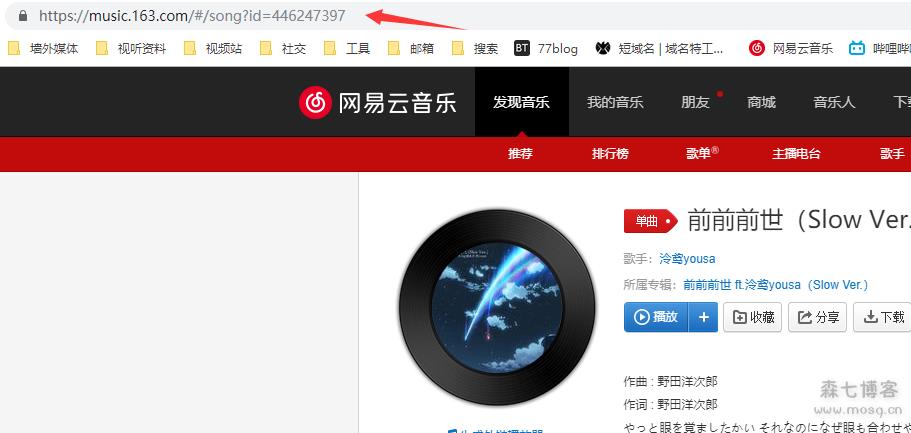 https://music.163.com/#/song?id=446247397
墙外媒体 视听资料 视频站 社交 工具 邮箱 搜索 BT 77blog 短域名 | 域名特工... 网易云音乐 哔哩哔
网易云音乐 发现音乐 我的音乐 朋友 商城 音乐人 下
推荐 排行榜 歌单® 主播电台 歌手
单曲 前前前世（Slow Ver.
歌手：泠鸢yousa
所属专辑：前前前世 ft.泠鸢yousa（Slow Ver.）
播放 + 收藏 分享 下载
作曲 : 野田洋次郎
作词 : 野田洋次郎
やっと眼を覚ましたかい それなのになぜ眼も合わせや
森七博客
www.mosq.cn